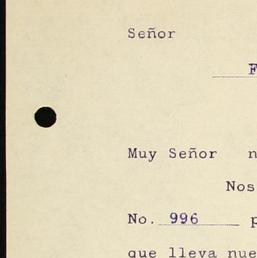 Señor
F
Muy Señor n
Nos
No. 996 p
que lleva nue